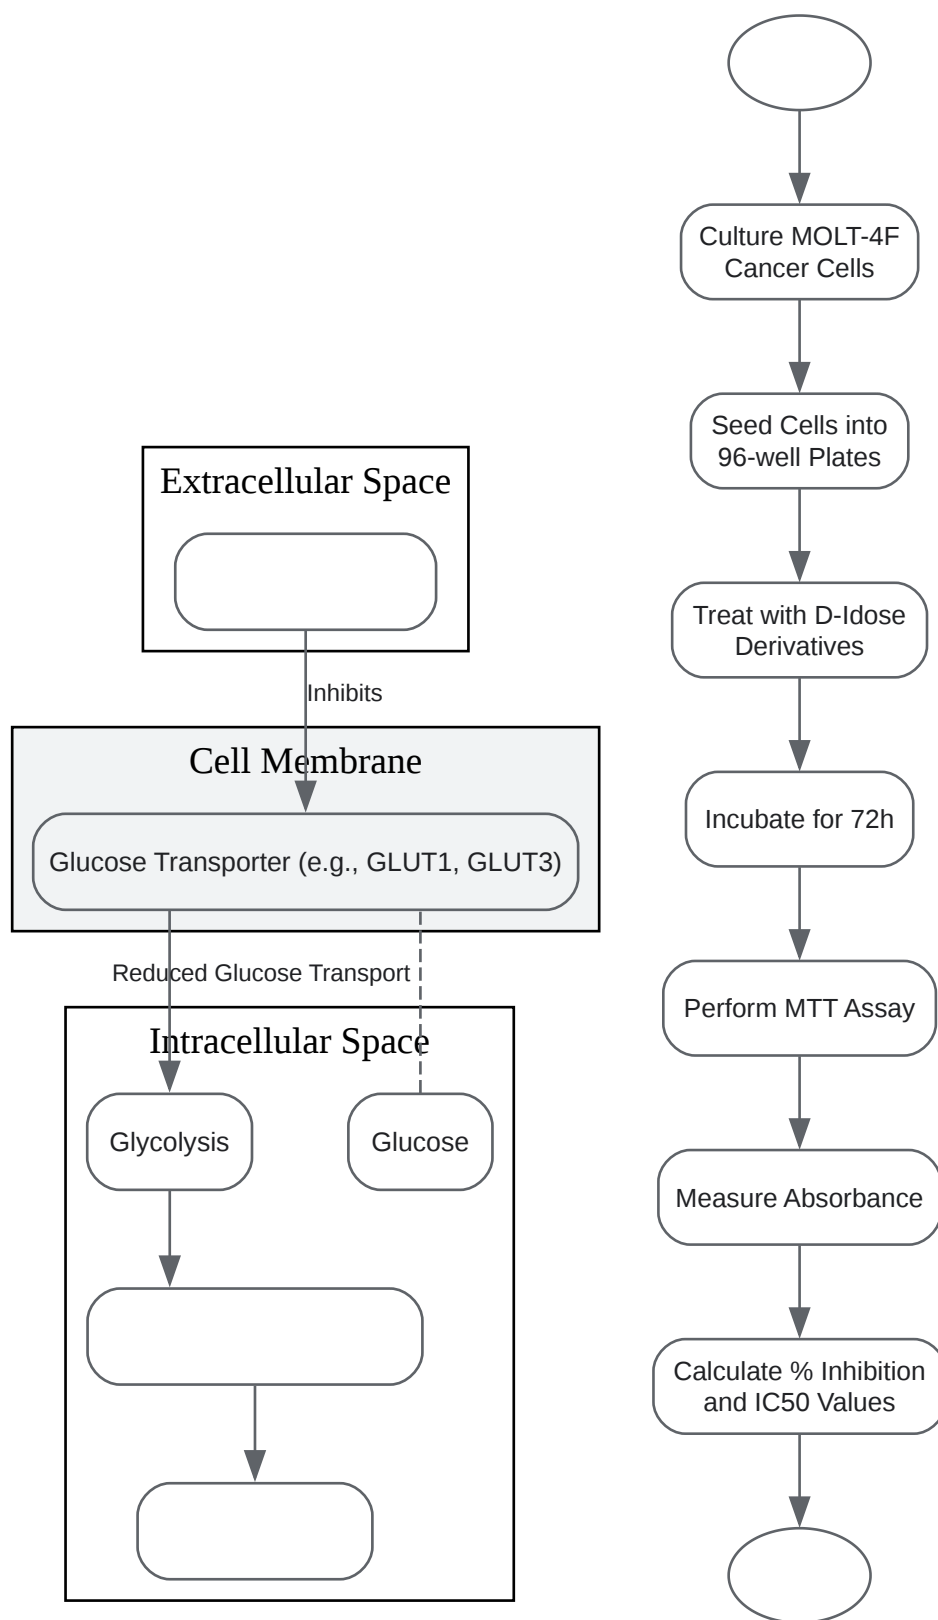 Extracellular Space
Inhibits
Cell Membrane
Glucose Transporter (e.g., GLUT1, GLUT3)
Reduced Glucose Transport
Intracellular Space
Glycolysis
Glucose
Culture MOLT-4F
Cancer Cells
Seed Cells into
96-well Plates
Treat with D-Idose
Derivatives
Incubate for 72h
Perform MTT Assay
Measure Absorbance
Calculate % Inhibition
and IC50 Values